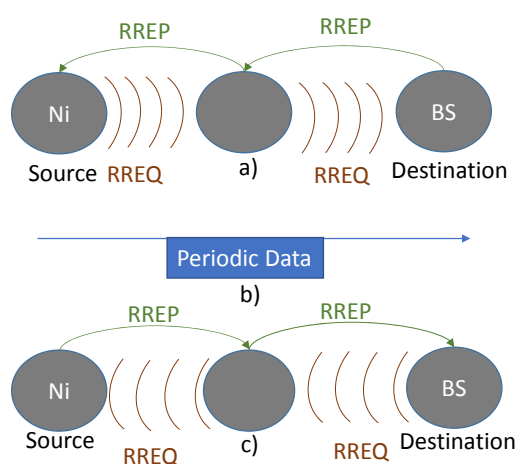 RREP RREP
Ni BS
Source RREQ a) RREQ Destination
Periodic Data
b)
RREP RREP
Ni BS
Source RREQ c) RREQ Destination